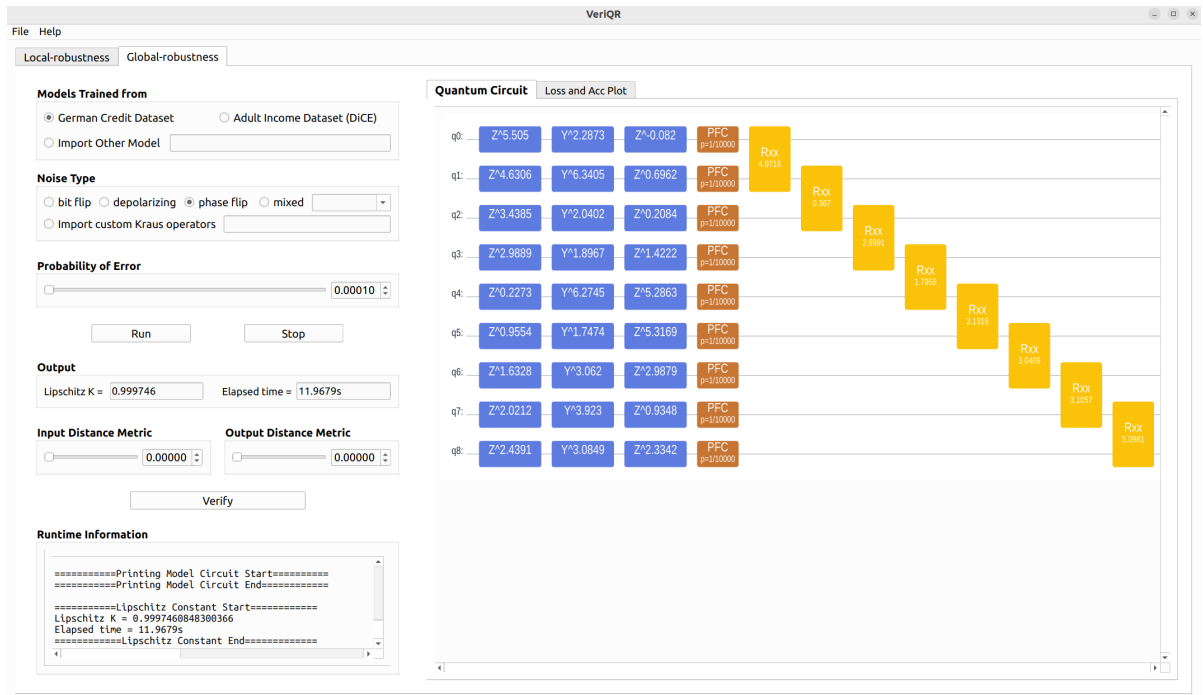 VeriQR
File Help
Local-robustness Global-robustness
Models Trained from
German Credit Dataset Adult Income Dataset (DiCE)
Import Other Model
Noise Type
bit flip depolarizing phase flip mixed
Import custom Kraus operators
Probability of Error
0.00010
Run Stop
Output
Lipschitz K = 0.999746 Elapsed time = 11.9679s
Input Distance Metric Output Distance Metric
0.00000 0.00000
Verify
Runtime Information
===========Printing Model Circuit Start==========
===========Printing Model Circuit End============
===========Lipschitz Constant Start============
Lipschitz K = 0.9997460848300366
Elapsed time = 11.9679s
============Lipschitz Constant End=============
Quantum Circuit Loss and Acc Plot
q0: Z^5.505 Y^2.2873 Z^-0.082 PFC p=1/10000
Rxx 4.9716
q1: Z^4.6306 Y^6.3405 Z^0.6962 PFC p=1/10000
Rxx 0.367
q2: Z^3.4385 Y^2.0402 Z^0.2084 PFC p=1/10000
Rxx 2.6991
q3: Z^2.9889 Y^1.8967 Z^1.4222 PFC p=1/10000
Rxx 1.7958
q4: Z^0.2273 Y^6.2745 Z^5.2863 PFC p=1/10000
Rxx 3.1316
q5: Z^0.9554 Y^1.7474 Z^5.3169 PFC p=1/10000
Rxx 3.0409
q6: Z^1.6328 Y^3.062 Z^2.9879 PFC p=1/10000
Rxx 3.1057
q7: Z^2.0212 Y^3.923 Z^0.9348 PFC p=1/10000
Rxx 5.0981
q8: Z^2.4391 Y^3.0849 Z^2.3342 PFC p=1/10000